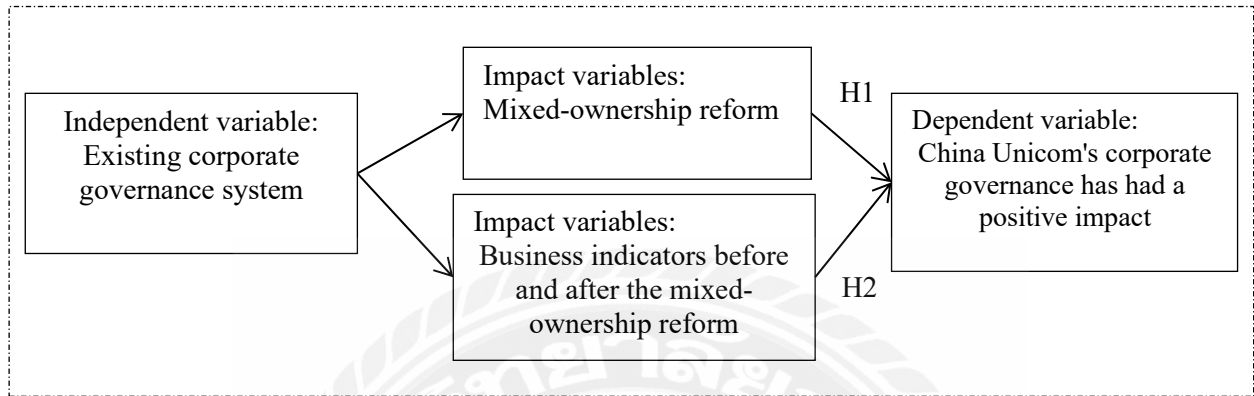 Independent variable:
Existing corporate
governance system
Impact variables:
Mixed-ownership reform
Impact variables:
Business indicators before
and after the mixed-
ownership reform
H1
H2
Dependent variable:
China Unicom's corporate
governance has had a
positive impact